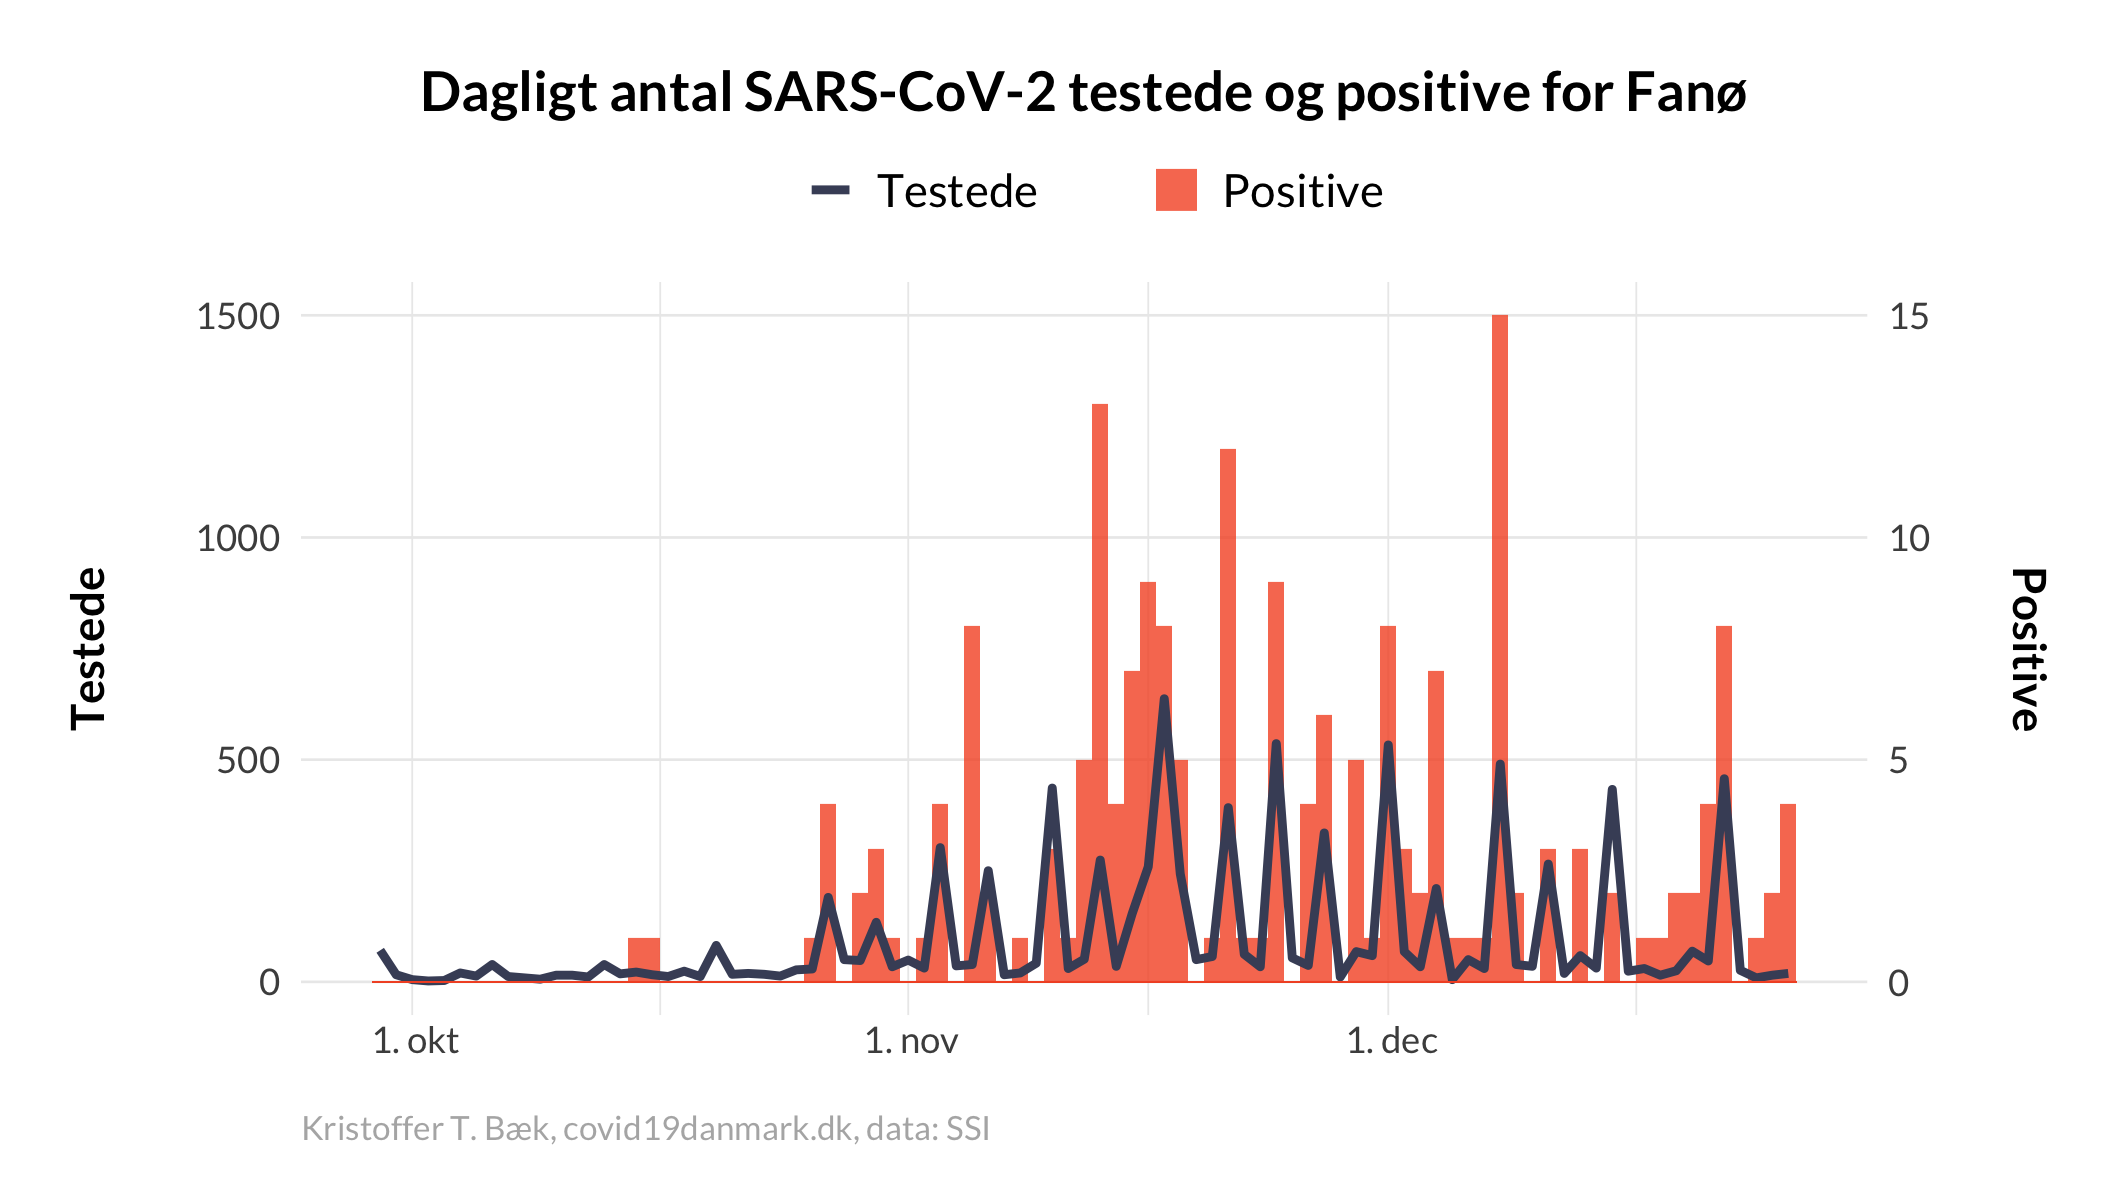 Dagligt antal SARS-CoV-2 testede og positive for Fanø
Testede
Positive
1500
1000
500
0
Testede
15
10
5
0
Positive
1. okt
1. nov
1. dec
Kristoffer T. Bæk, covid19danmark.dk, data: SSI